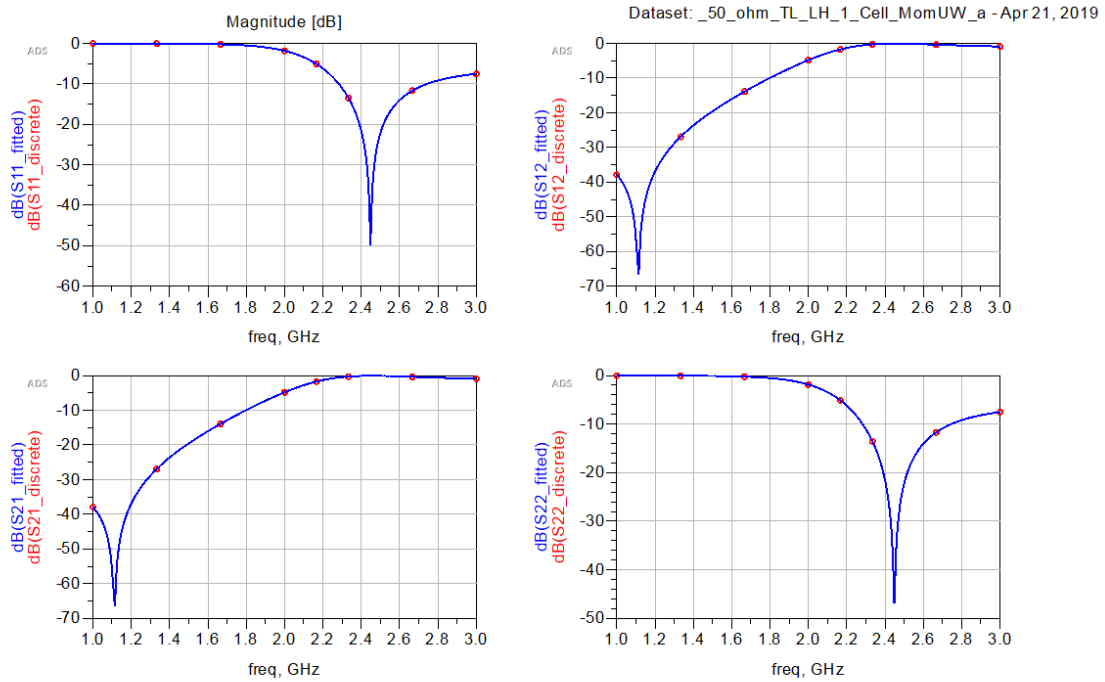 Magnitude [dB]
Dataset: _50_ohm_TL_LH_1_Cell_MomUW_a - Apr 21, 2019
ADS
dB(S11_fitted)
dB(S11_discrete)
0
-10
-20
-30
-40
-50
-60
1.0 1.2 1.4 1.6 1.8 2.0 2.2 2.4 2.6 2.8 3.0
freq, GHz
ADS
dB(S12_fitted)
dB(S12_discrete)
0
-10
-20
-30
-40
-50
-60
-70
1.0 1.2 1.4 1.6 1.8 2.0 2.2 2.4 2.6 2.8 3.0
freq, GHz
ADS
dB(S21_fitted)
dB(S21_discrete)
0
-10
-20
-30
-40
-50
-60
-70
1.0 1.2 1.4 1.6 1.8 2.0 2.2 2.4 2.6 2.8 3.0
freq, GHz
ADS
dB(S22_fitted)
dB(S22_discrete)
0
-10
-20
-30
-40
-50
1.0 1.2 1.4 1.6 1.8 2.0 2.2 2.4 2.6 2.8 3.0
freq, GHz